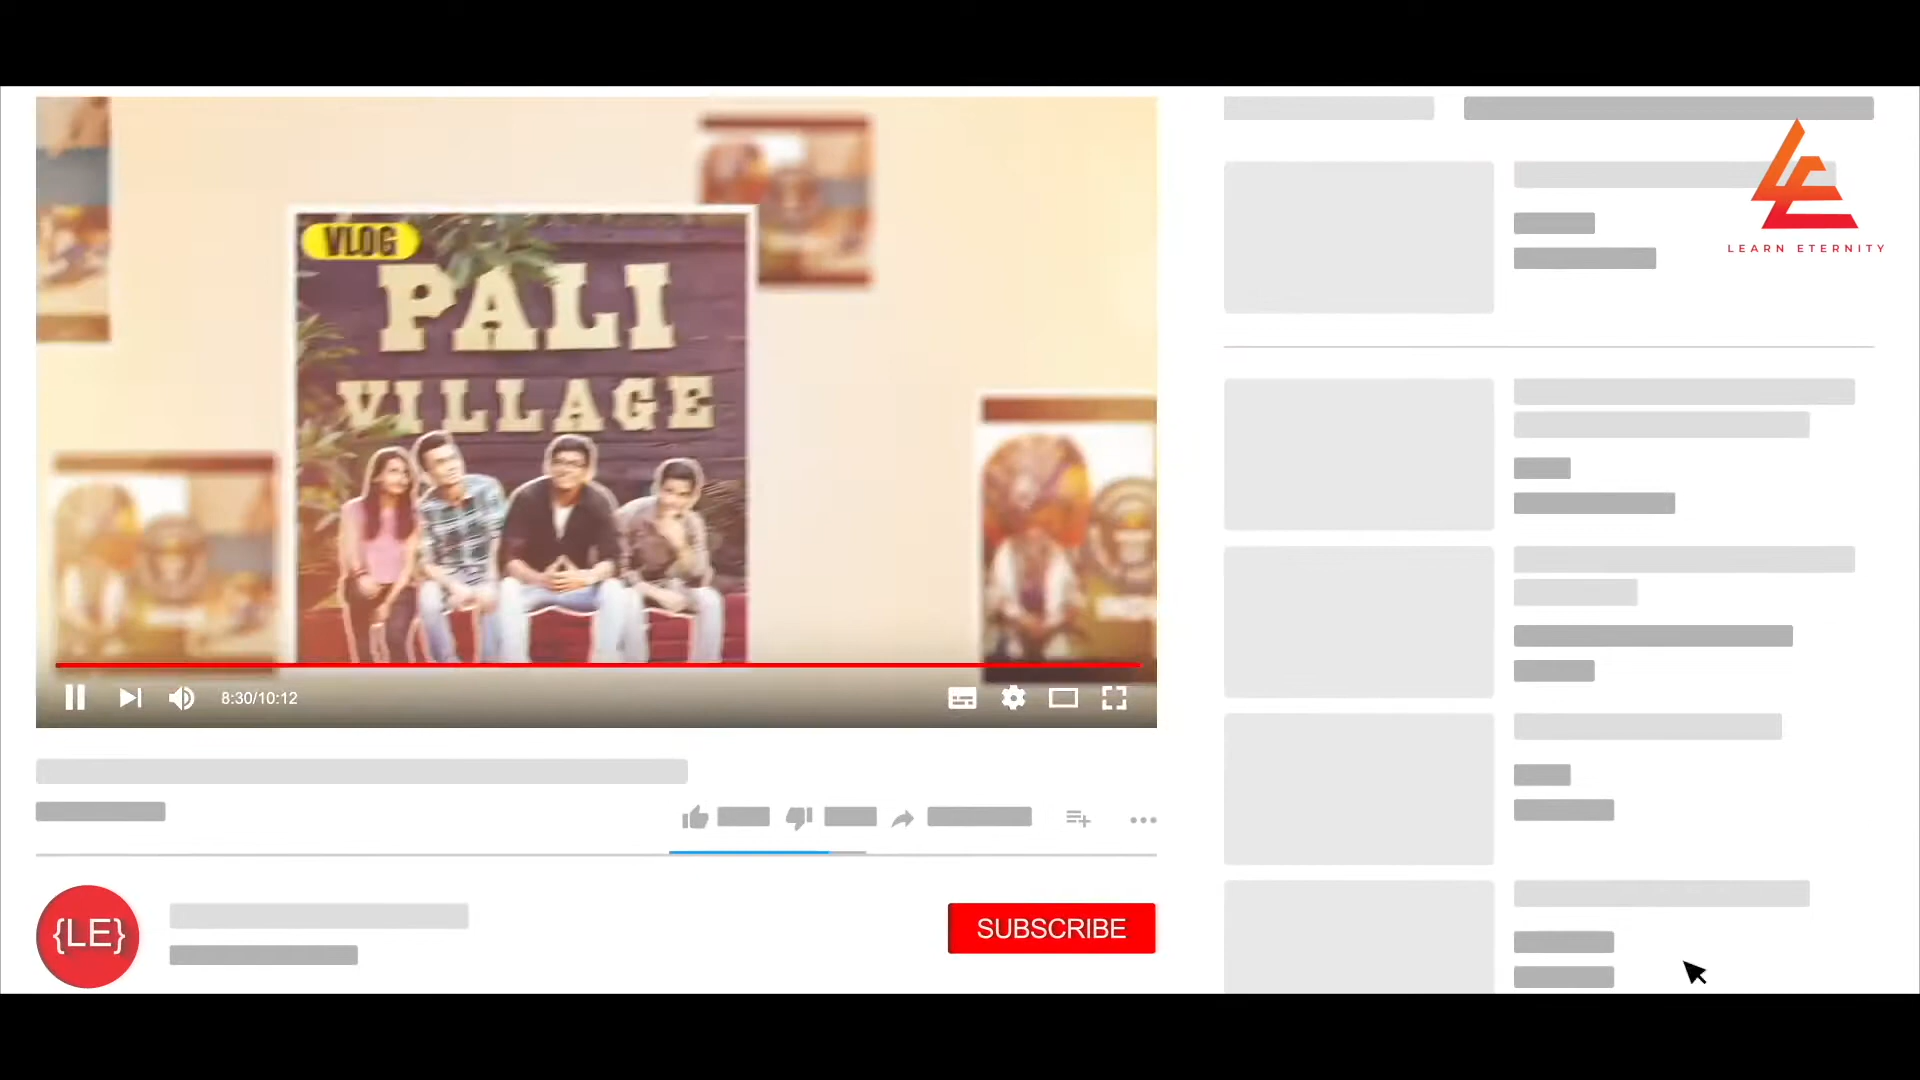 VLOG
PALI
VILLAGE
8:30/10:12
LEARN ETERNITY
{LE}
SUBSCRIBE